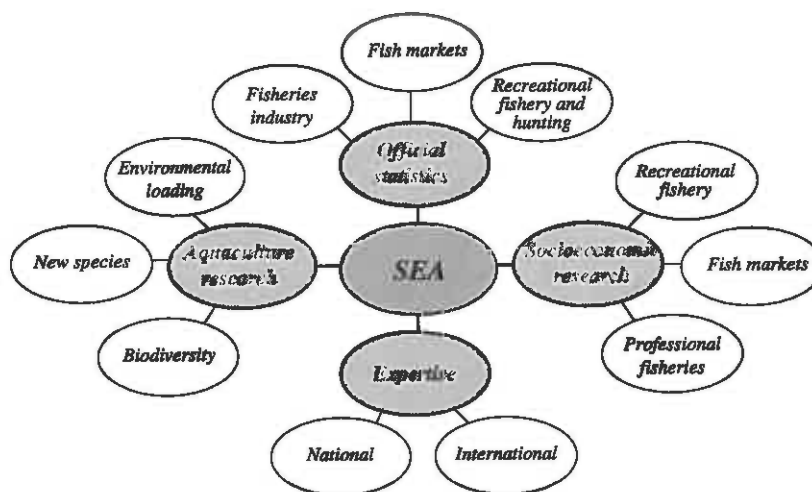 Fish markets
Fisheries
industry
Recreational
fishery and
hunting
Official
statistics
Environmental
loading
Recreational
fishery
New species
Aquaculture
research
SEA
Socioeconomic
research
Fish markets
Biodiversity
Expertise
Professional
fisheries
National
International